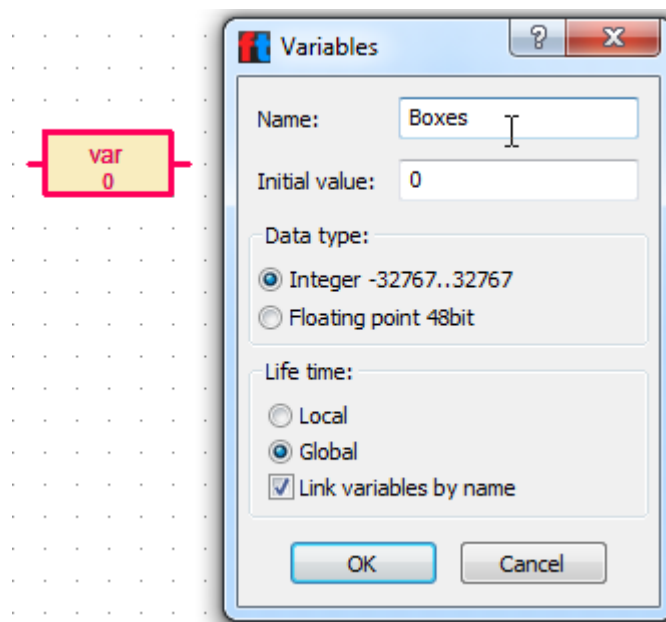 var
0
ft Variables
?
Name: Boxes
Initial value: 0
Data type:
Integer -32767..32767
Floating point 48bit
Life time:
Local
Global
Link variables by name
OK Cancel